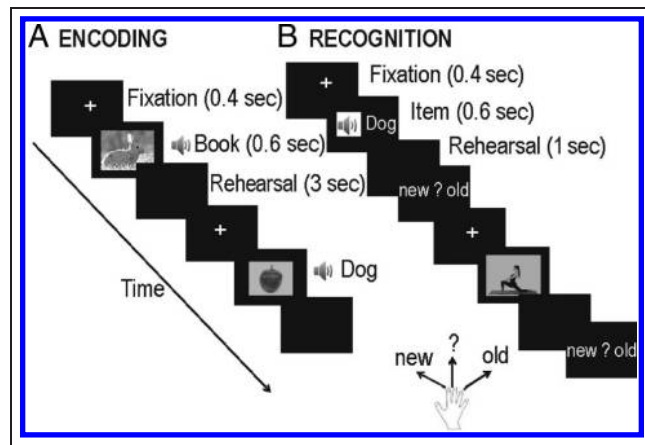 A ENCODING
Fixation (0.4 sec)
Book (0.6 sec)
Rehearsal (3 sec)
Dog
Time
B RECOGNITION
Fixation (0.4 sec)
Dog
Item (0.6 sec)
Rehearsal (1 sec)
new ? old
new ? old
?
new
old